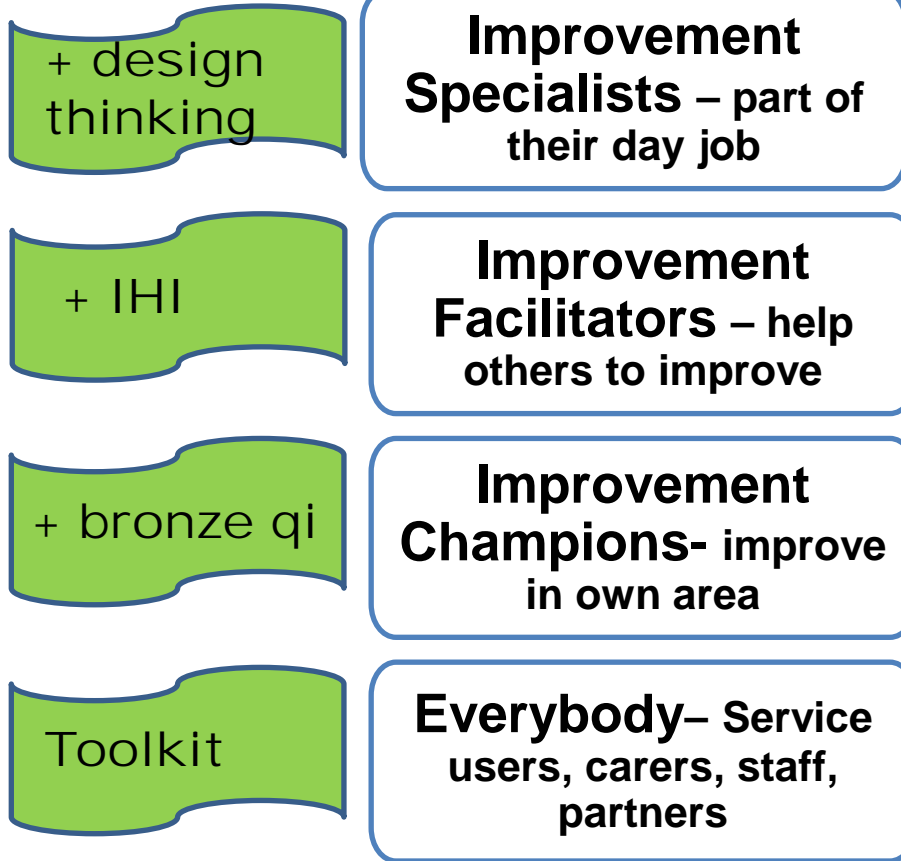 + design
thinking
Improvement
Specialists – part of
their day job
+ IHI
Improvement
Facilitators – help
others to improve
+ bronze qi
Improvement
Champions- improve
in own area
Toolkit
Everybody– Service
users, carers, staff,
partners